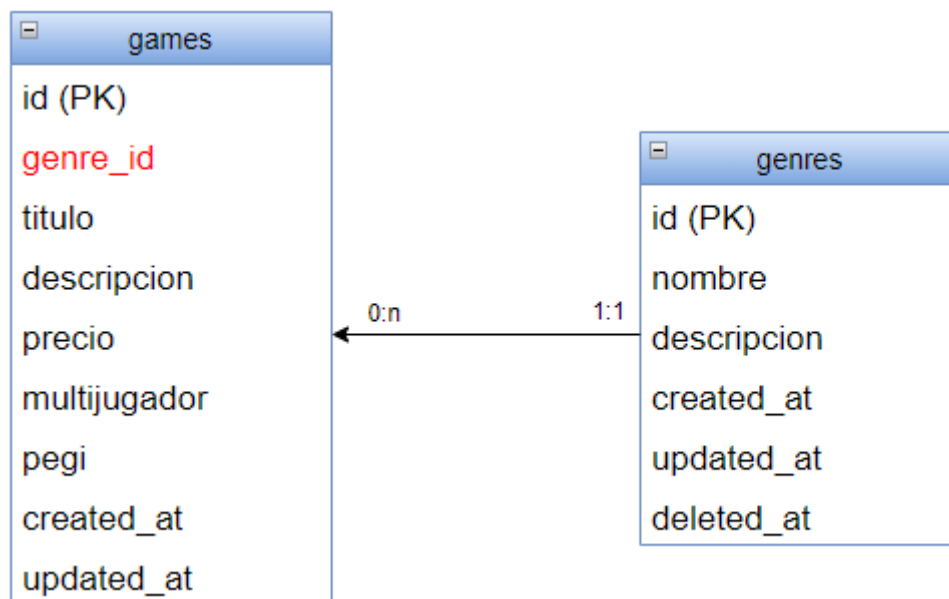 games
id (PK)
genre_id
titulo
descripcion
precio
multijugador
pegi
created_at
updated_at
0:n
1:1
genres
id (PK)
nombre
descripcion
created_at
updated_at
deleted_at